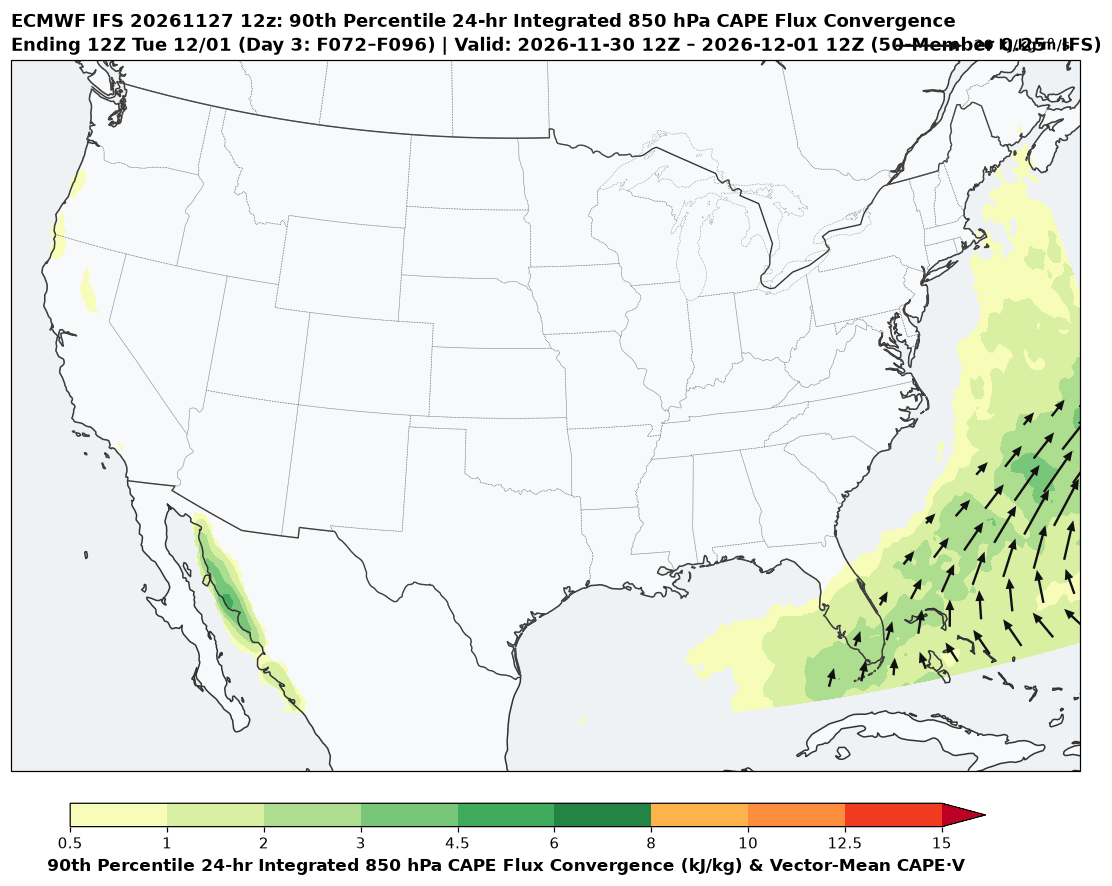 ECMWF IFS 20261127 12z: 90th Percentile 24-hr Integrated 850 hPa CAPE Flux Convergence
Ending 12Z Tue 12/01 (Day 3: F072–F096) | Valid: 2026-11-30 12Z – 2026-12-01 12Z (50-Member 0.25° IFS)
0.5 1 2 3 4.5 6 8 10 12.5 15
90th Percentile 24-hr Integrated 850 hPa CAPE Flux Convergence (kJ/kg) & Vector-Mean CAPE·V